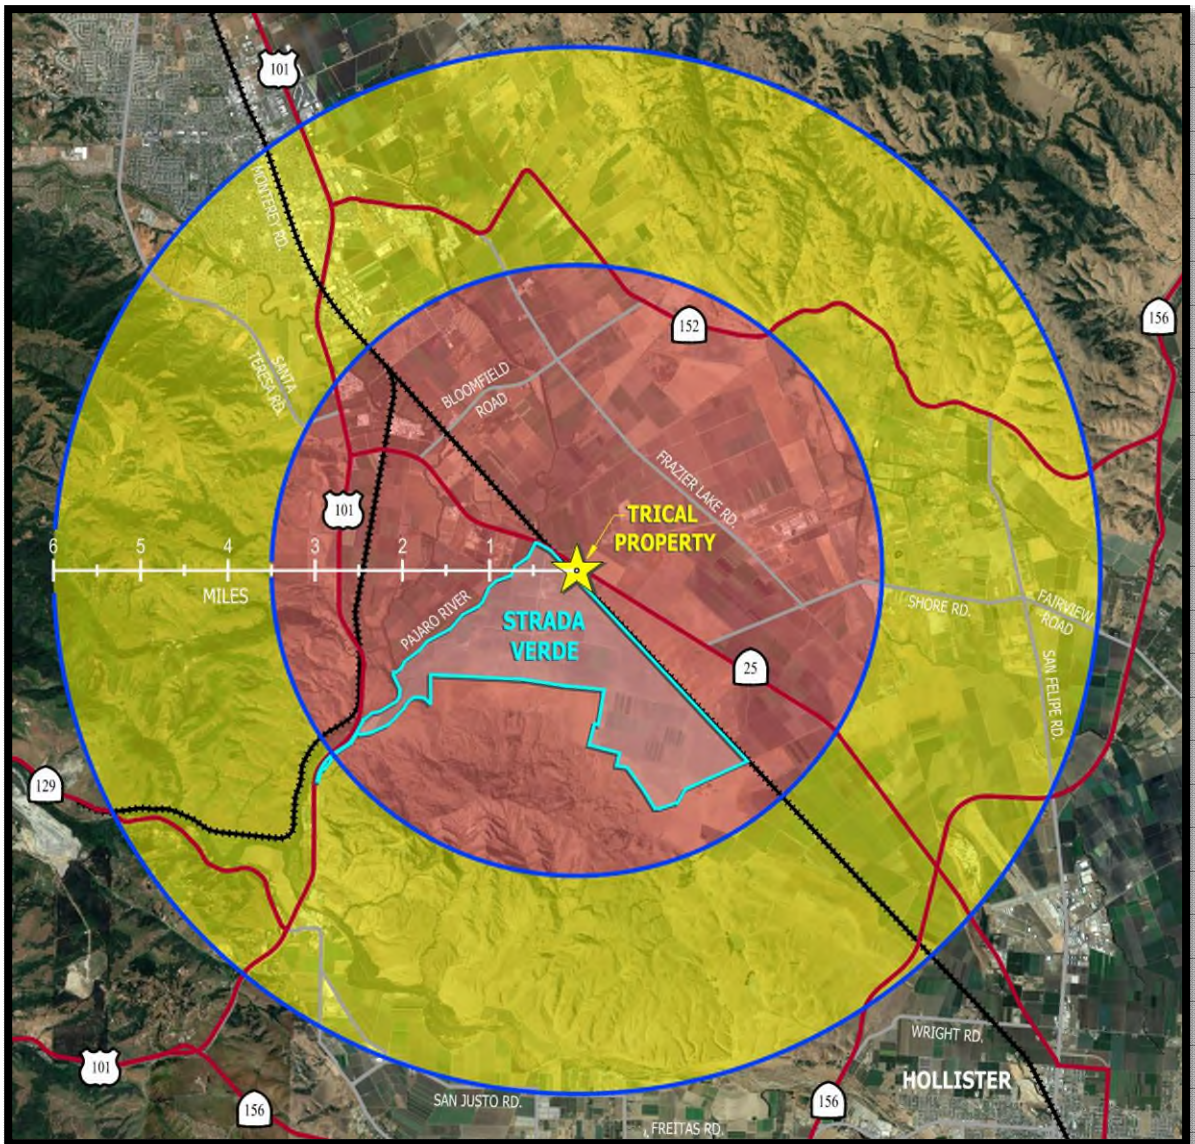 101
MONTEREY RD.
152
156
SANTA
TERESA RD.
BLOOMFIELD
ROAD
FRAZIER LAKE RD.
101
TRICAL
PROPERTY
6 5 4 3 2 1
MILES
PAJARO RIVER
STRADA
VERDE
SHORE RD.
FAIRVIEW
ROAD
25
SAN FELIPE RD.
129
WRIGHT RD.
101
HOLLISTER
156
156
SAN JUSTO RD.
FREITAS RD.